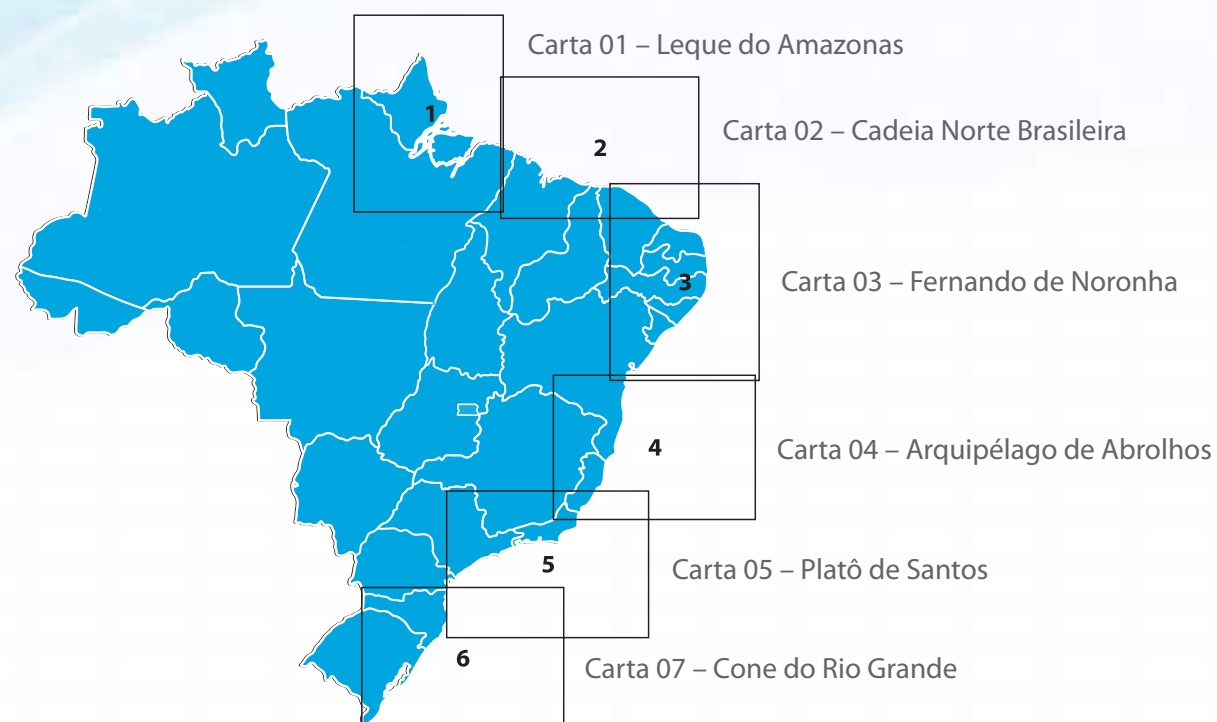 Carta 01 – Leque do Amazonas
1
Carta 02 – Cadeia Norte Brasileira
2
Carta 03 – Fernando de Noronha
3
Carta 04 – Arquipélago de Abrolhos
4
Carta 05 – Platô de Santos
5
Carta 07 – Cone do Rio Grande
6